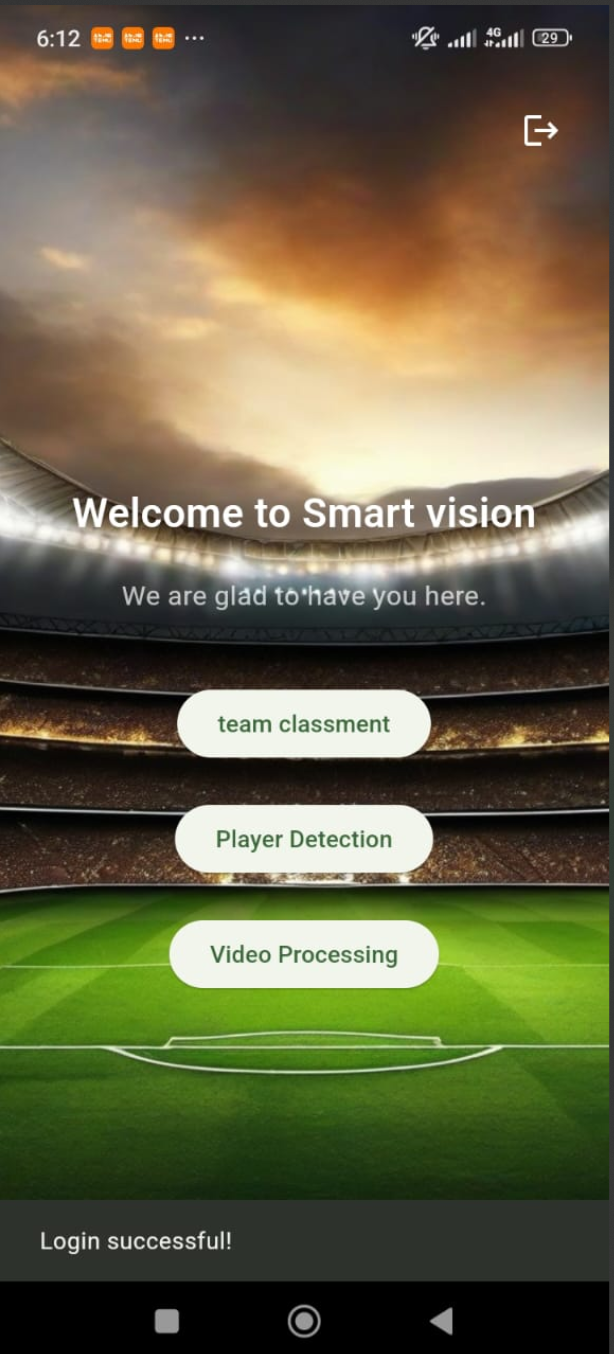 6:12
4G
29
Welcome to Smart vision
We are glad to have you here.
team classment
Player Detection
Video Processing
Login successful!